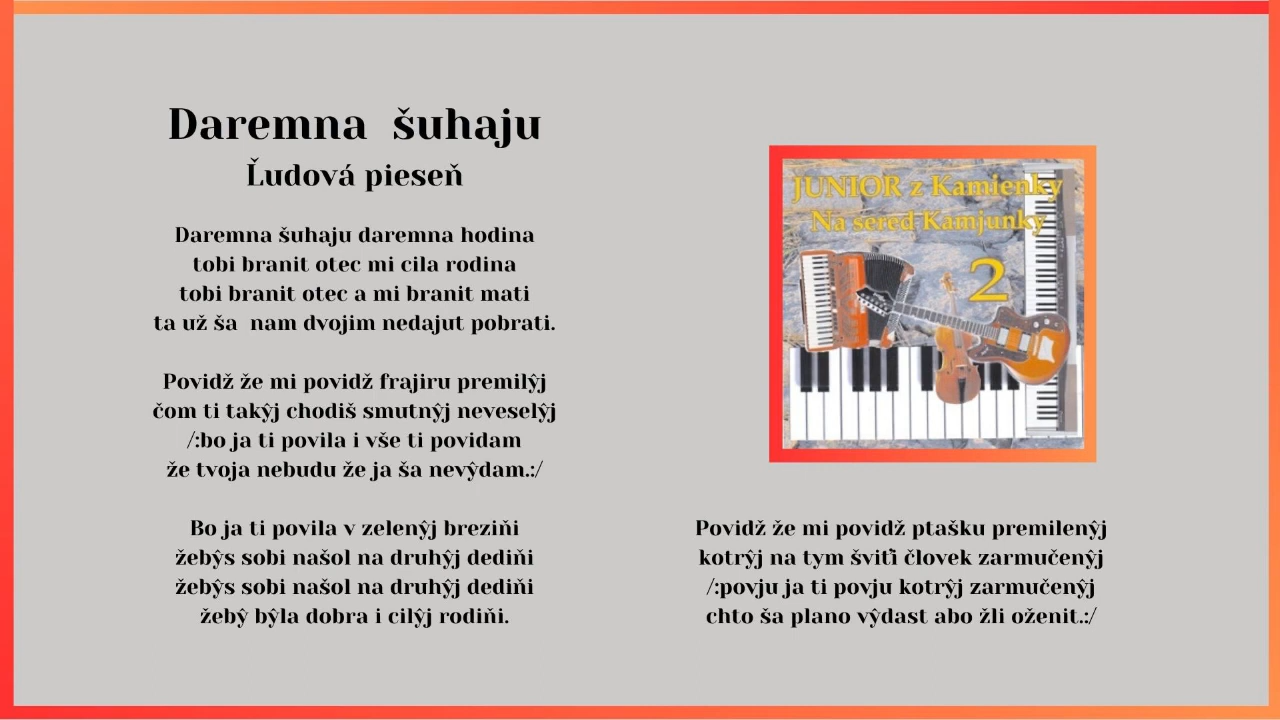 Daremna šuhaju
Ľudová pieseň
Daremna šuhaju daremna hodina
tobi branit otec mi cila rodina
tobi branit otec a mi branit mati
ta už ša nam dvojim nedajut pobrati.
Povidž že mi povidž frajiru premilŷj
čom ti takŷj chodiš smutnŷj neveselŷj
/:bo ja ti povila i vše ti povidam
že tvoja nebudu že ja ša nevŷdam.:/
Bo ja ti povila v zelenŷj breziňi
žebŷs sobi našol na druhŷj dediňi
žebŷs sobi našol na druhŷj dediňi
žebŷ bŷla dobra i cilŷj rodiňi.
JUNIOR z Kamienky
Na sered Kamjunky
2
Povidž že mi povidž ptašku premilenŷj
kotrŷj na tym šviťi človek zarmučenŷj
/:povju ja ti povju kotrŷj zarmučenŷj
chto ša plano vŷdast abo žli oženit.:/